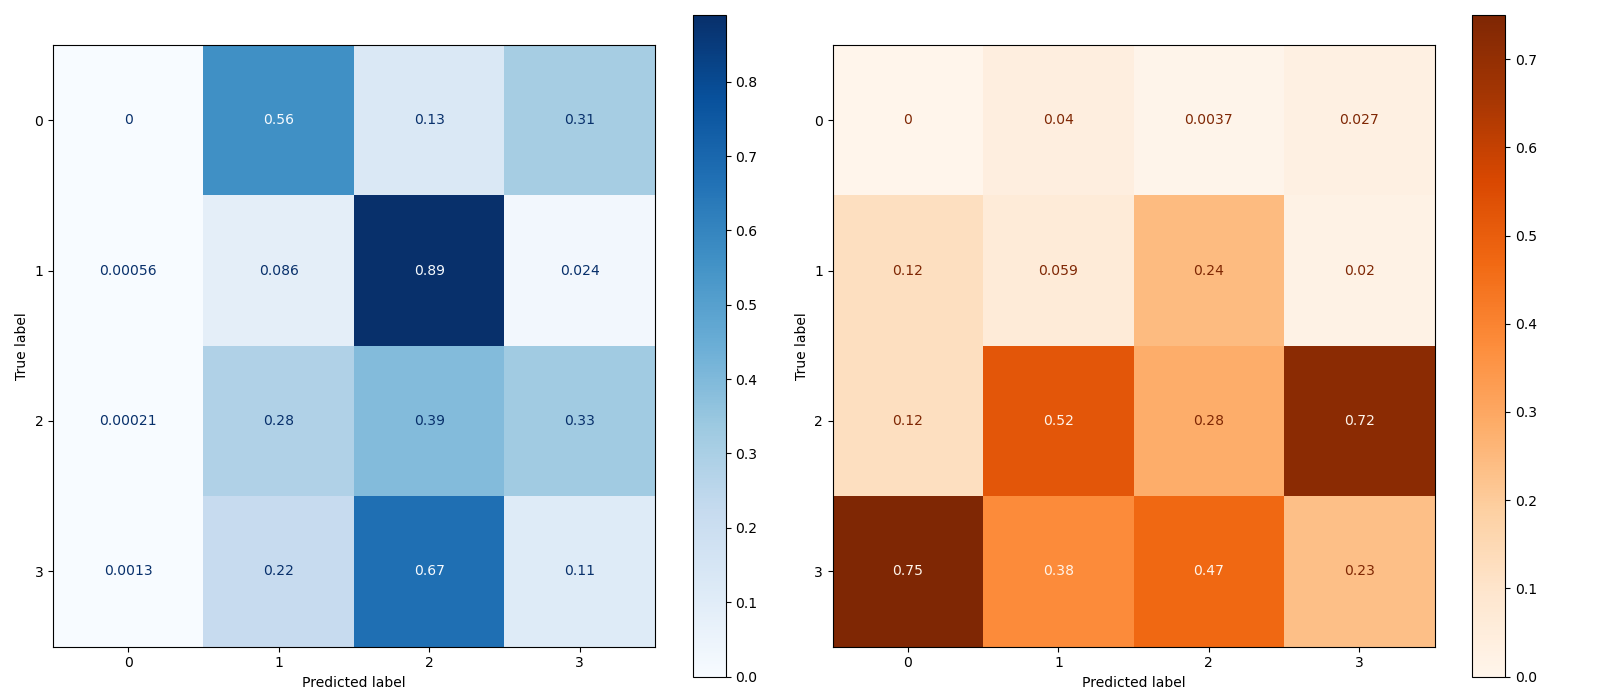 0 0.56 0.13 0.31
0
0.00056 0.086 0.89 0.024
1
0.00021 0.28 0.39 0.33
2
0.0013 0.22 0.67 0.11
3
0 1 2 3
Predicted label
True label
0.8
0.7
0.6
0.5
0.4
0.3
0.2
0.1
0.0
0 0.04 0.0037 0.027
0
0.12 0.059 0.24 0.02
1
0.12 0.52 0.28 0.72
2
0.75 0.38 0.47 0.23
3
0 1 2 3
Predicted label
True label
0.7
0.6
0.5
0.4
0.3
0.2
0.1
0.0